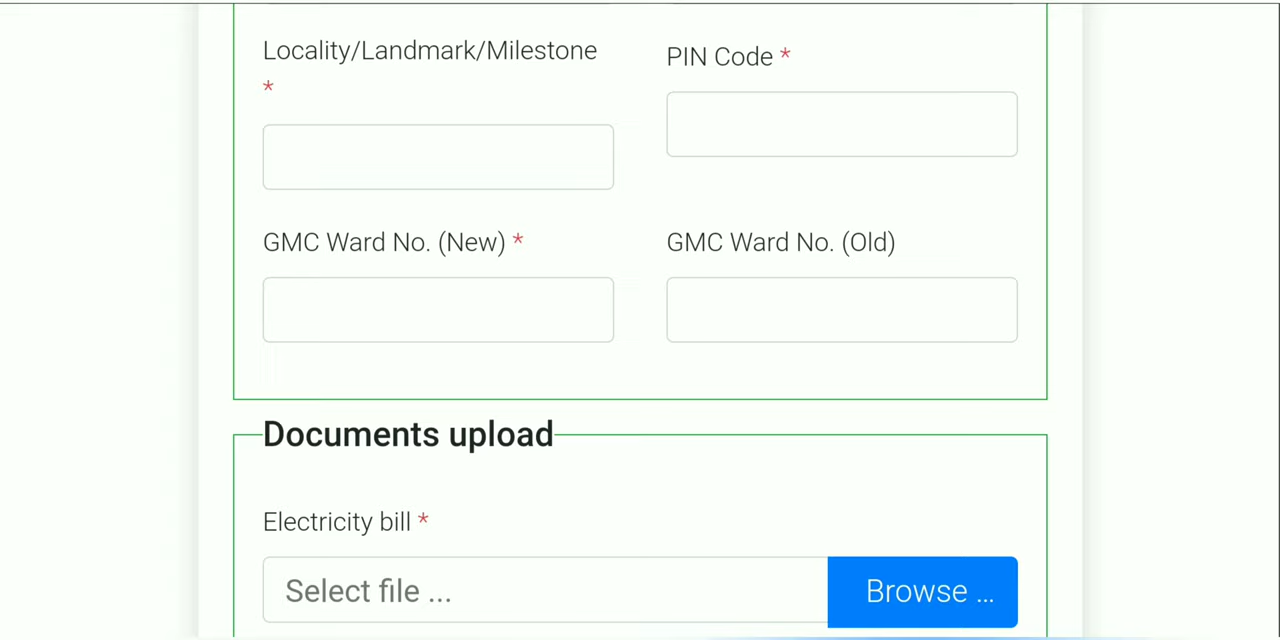 Locality/Landmark/Milestone
*
PIN Code *
GMC Ward No. (New) *
GMC Ward No. (Old)
Documents upload
Electricity bill *
Select file ...
Browse ...